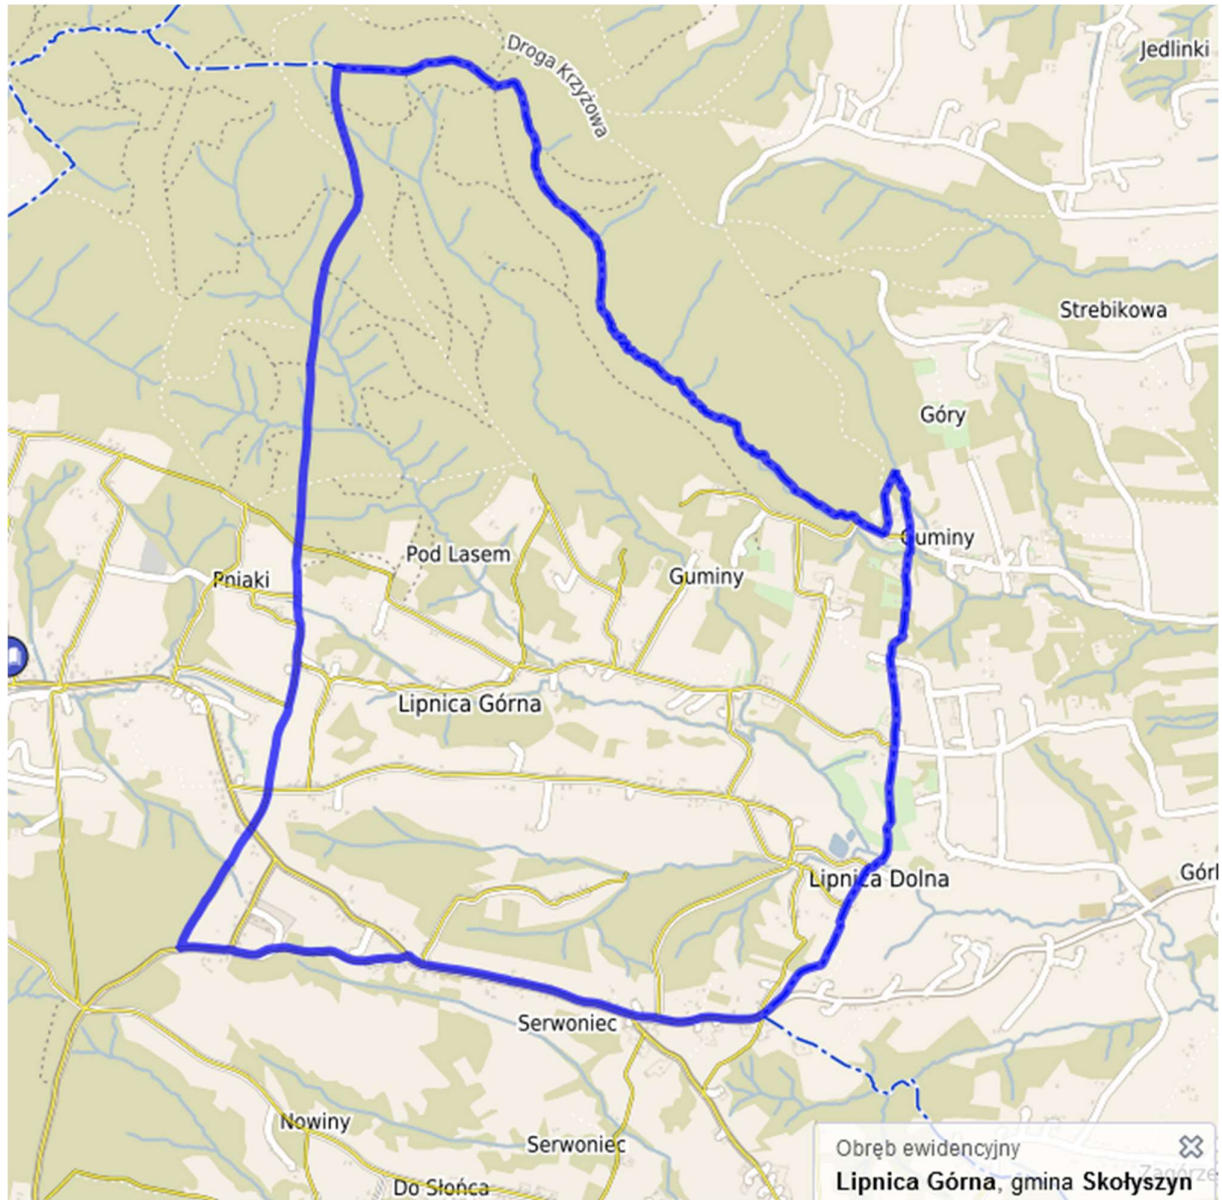 Droga Krzyżowa
Jedlinki
Strebikowa
Góry
Guminy
Pod Lasem
Guminy
Pniaki
Lipnica Górna
Lipnica Dolna
Górl
Serwoniec
Nowiny
Serwoniec
Do Słońca
Zagórze
Obręb ewidencyjny
Lipnica Górna, gmina Skołyszyn